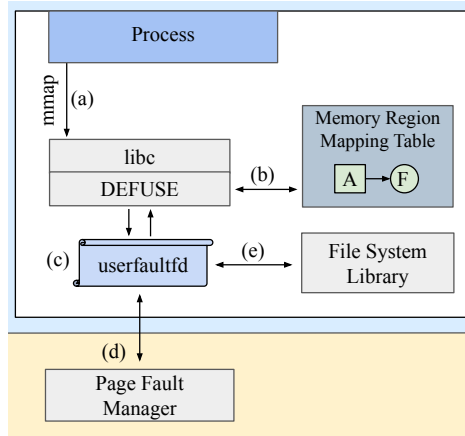 Process
mmap
(a)
libc
DEFUSE
(b)
Memory Region
Mapping Table
A
F
(c)
userfaultfd
(e)
File System
Library
(d)
Page Fault
Manager